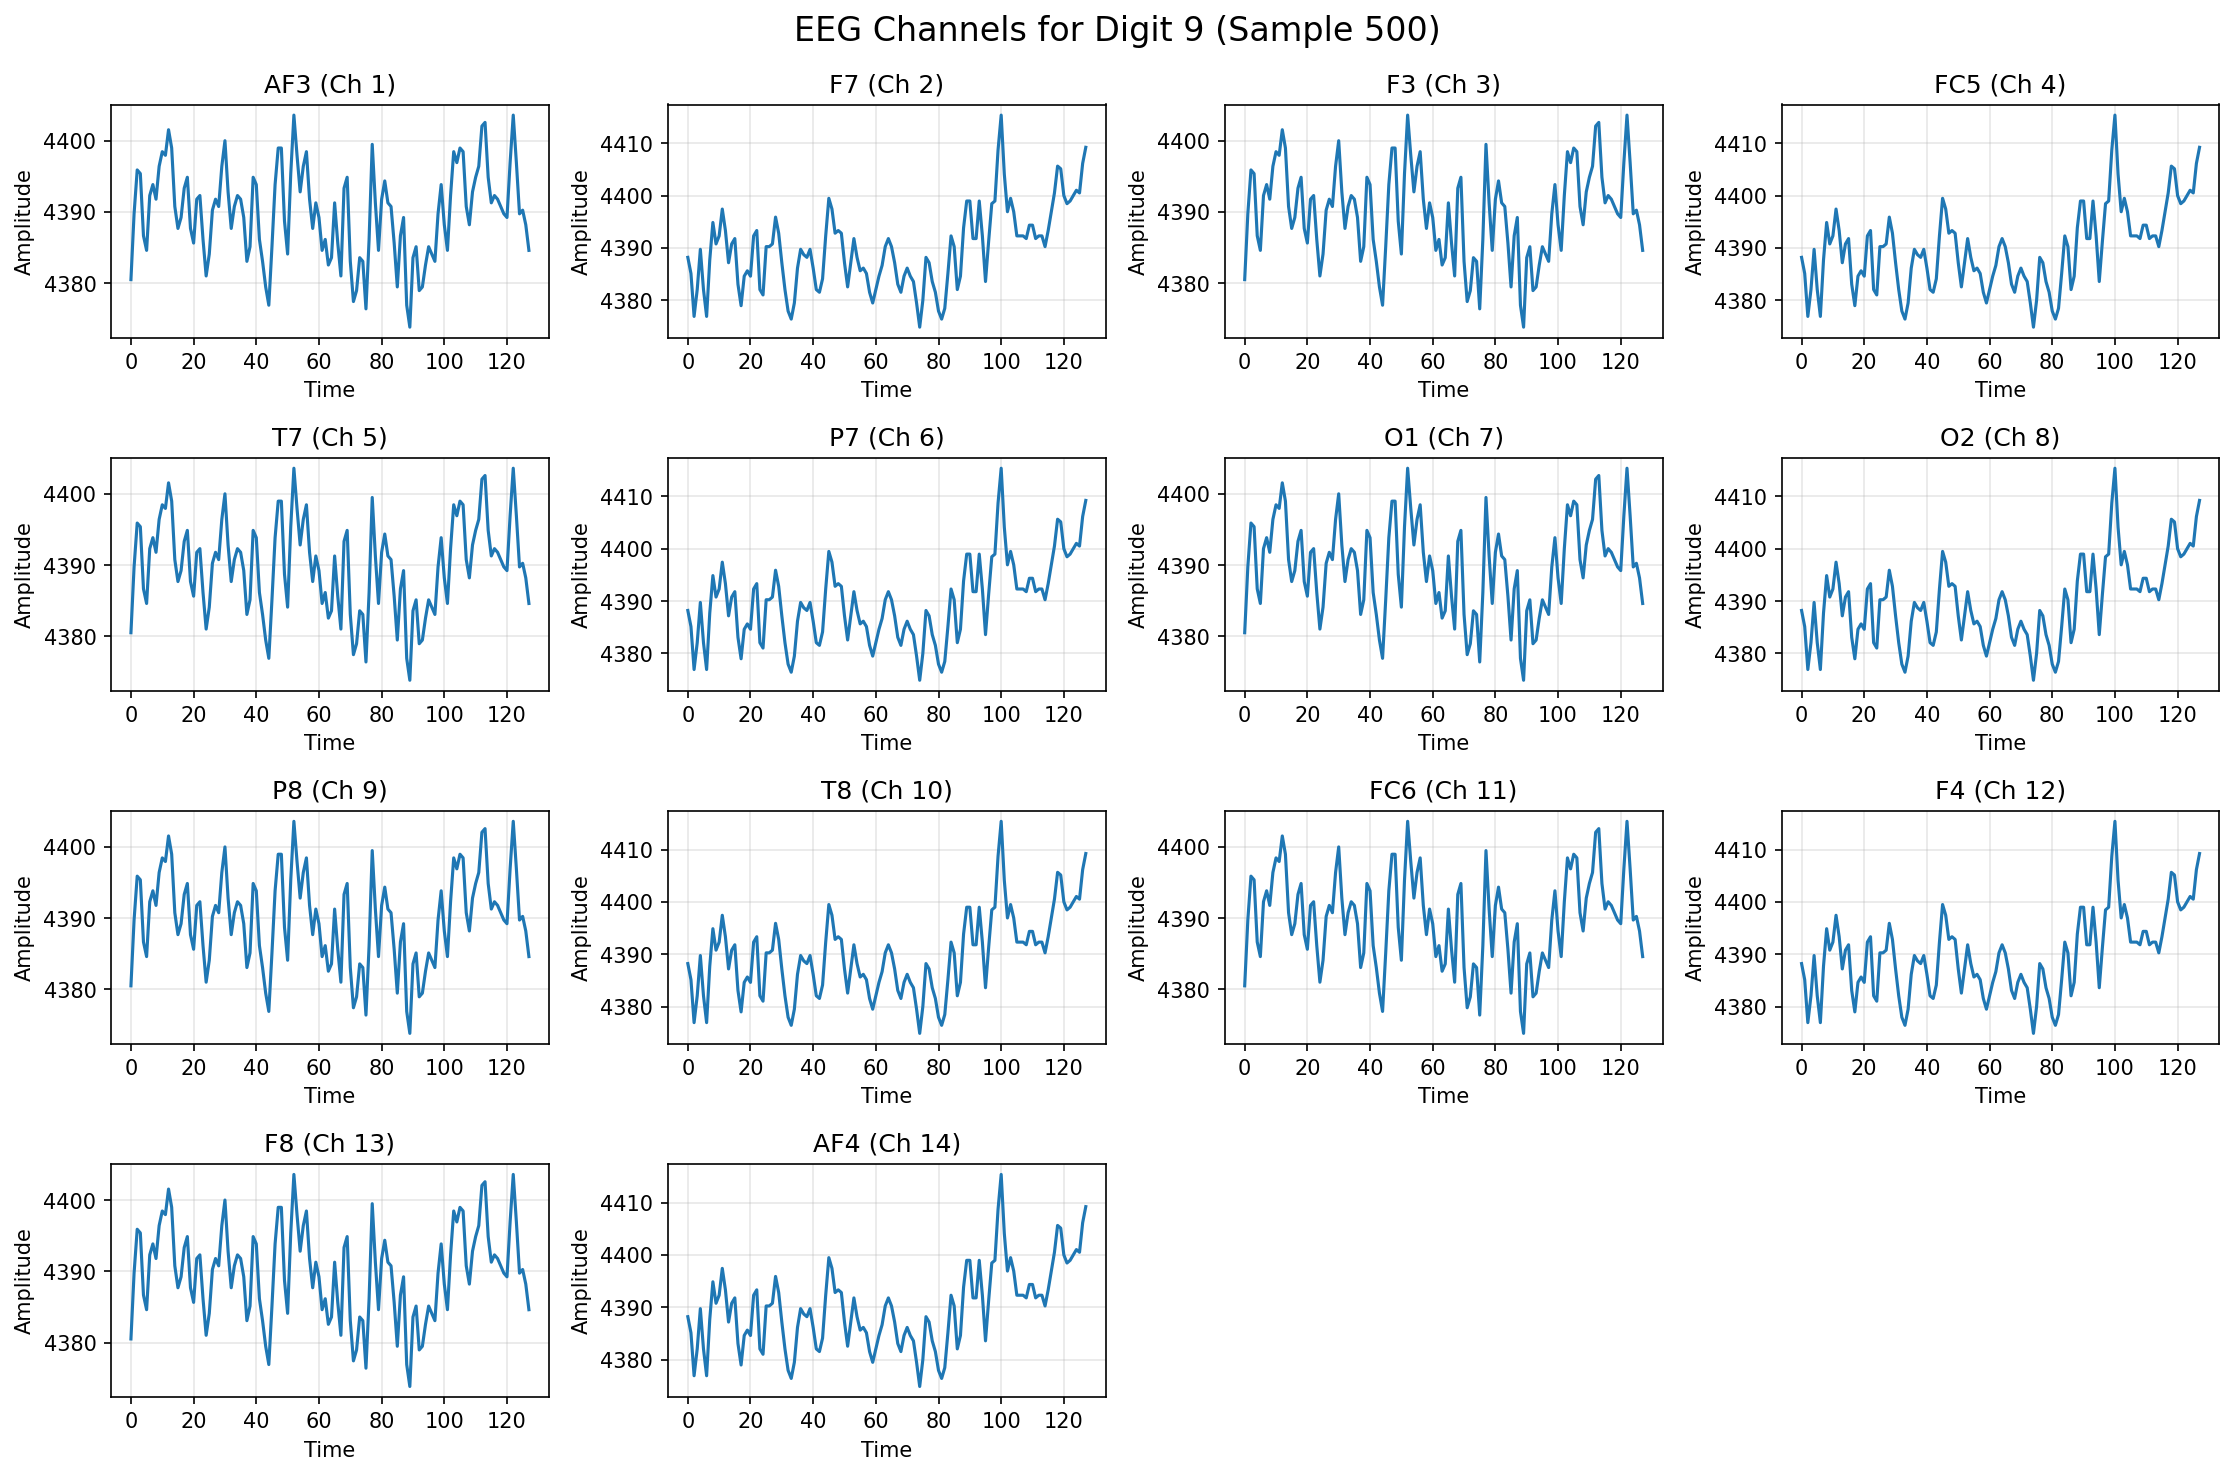 EEG Channels for Digit 9 (Sample 500)
AF3 (Ch 1)
Amplitude
4400
4390
4380
0 20 40 60 80 100 120
Time
F7 (Ch 2)
Amplitude
4410
4400
4390
4380
0 20 40 60 80 100 120
Time
F3 (Ch 3)
Amplitude
4400
4390
4380
0 20 40 60 80 100 120
Time
FC5 (Ch 4)
Amplitude
4410
4400
4390
4380
0 20 40 60 80 100 120
Time
T7 (Ch 5)
Amplitude
4400
4390
4380
0 20 40 60 80 100 120
Time
P7 (Ch 6)
Amplitude
4410
4400
4390
4380
0 20 40 60 80 100 120
Time
O1 (Ch 7)
Amplitude
4400
4390
4380
0 20 40 60 80 100 120
Time
O2 (Ch 8)
Amplitude
4410
4400
4390
4380
0 20 40 60 80 100 120
Time
P8 (Ch 9)
Amplitude
4400
4390
4380
0 20 40 60 80 100 120
Time
T8 (Ch 10)
Amplitude
4410
4400
4390
4380
0 20 40 60 80 100 120
Time
FC6 (Ch 11)
Amplitude
4400
4390
4380
0 20 40 60 80 100 120
Time
F4 (Ch 12)
Amplitude
4410
4400
4390
4380
0 20 40 60 80 100 120
Time
F8 (Ch 13)
Amplitude
4400
4390
4380
0 20 40 60 80 100 120
Time
AF4 (Ch 14)
Amplitude
4410
4400
4390
4380
0 20 40 60 80 100 120
Time